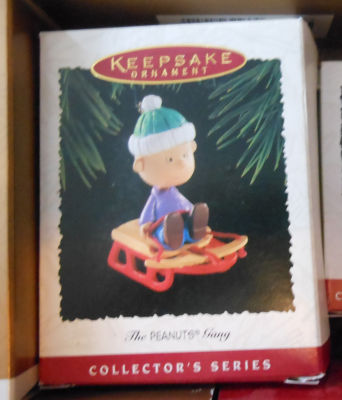 KEEPSAKE
ORNAMENT
The PEANUTS® Gang
COLLECTOR'S SERIES